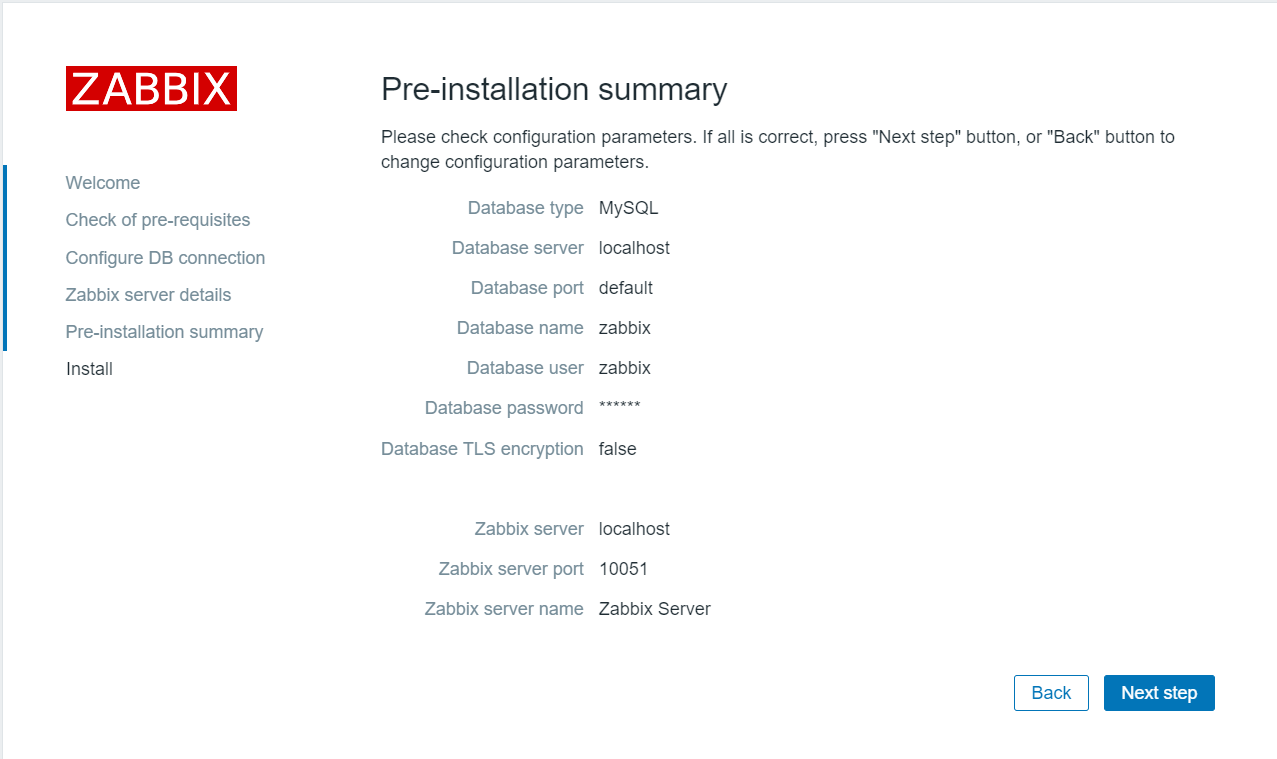 ZABBIX
Welcome
Check of pre-requisites
Configure DB connection
Zabbix server details
Pre-installation summary
Install
Pre-installation summary
Please check configuration parameters. If all is correct, press "Next step" button, or "Back" button to
change configuration parameters.
Database type MySQL
Database server localhost
Database port default
Database name zabbix
Database user zabbix
Database password ******
Database TLS encryption false
Zabbix server localhost
Zabbix server port 10051
Zabbix server name Zabbix Server
Back Next step